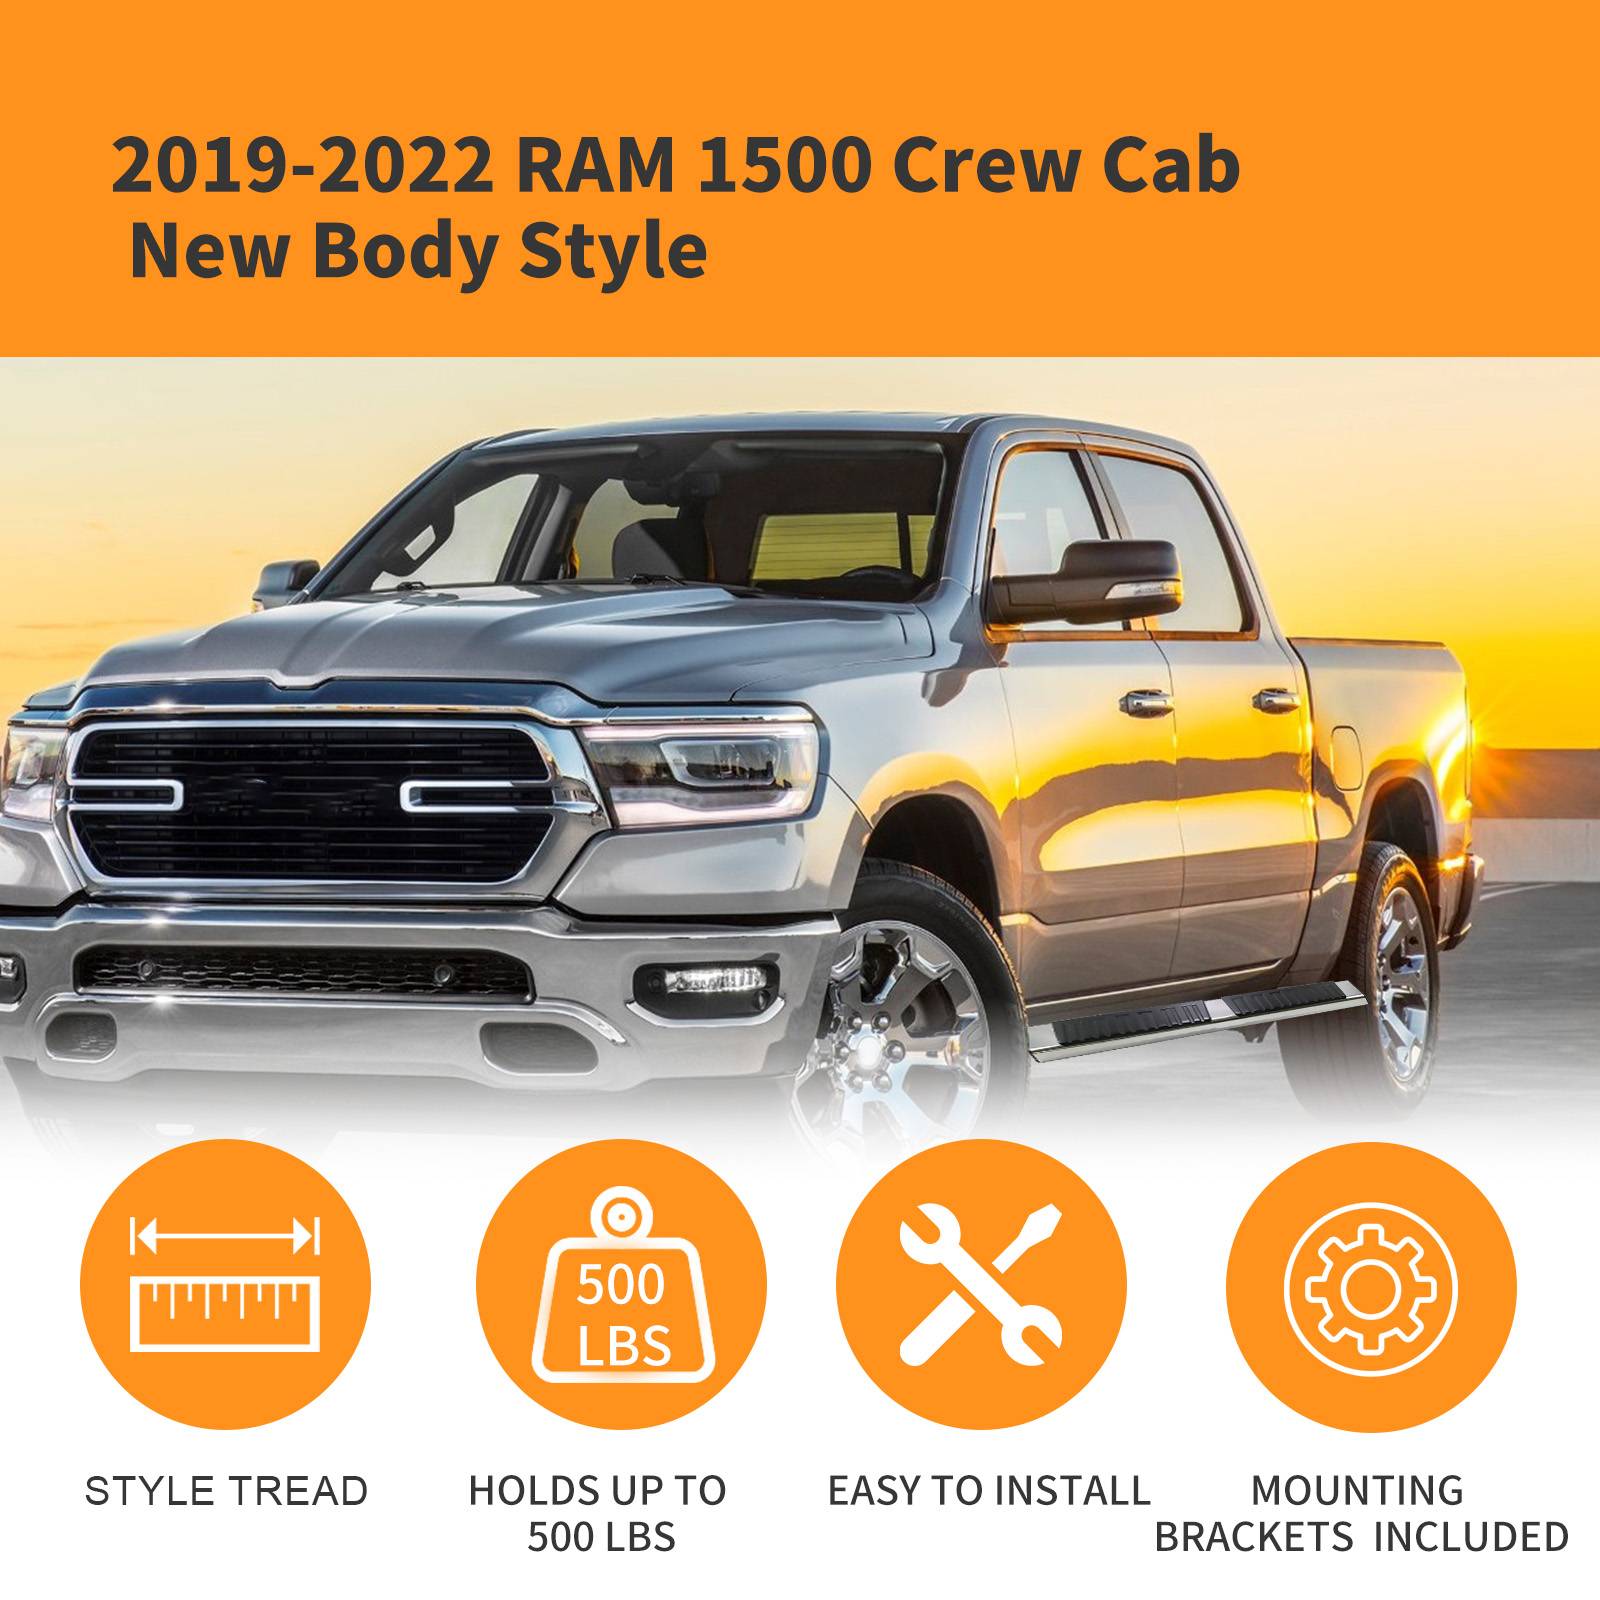 2019-2022 RAM 1500 Crew Cab
New Body Style
500
LBS
STYLE TREAD
HOLDS UP TO
500 LBS
EASY TO INSTALL
MOUNTING
BRACKETS INCLUDED